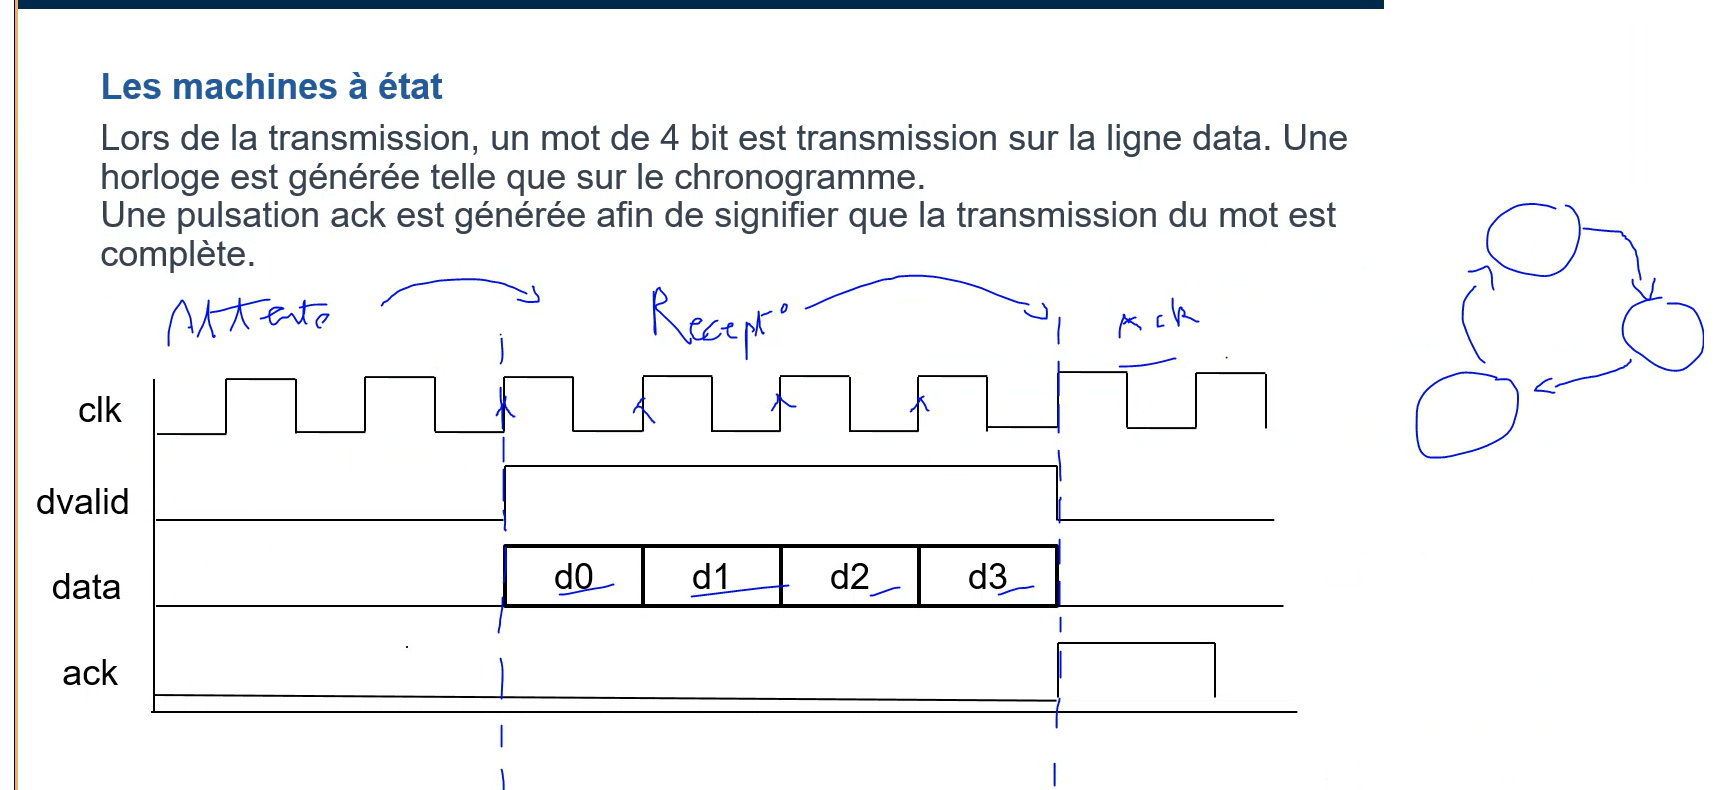 Les machines à état
Lors de la transmission, un mot de 4 bit est transmission sur la ligne data. Une
horloge est générée telle que sur le chronogramme.
Une pulsation ack est générée afin de signifier que la transmission du mot est
complète.
Attente Recept° Ack
clk
dvalid
data d0 d1 d2 d3
ack